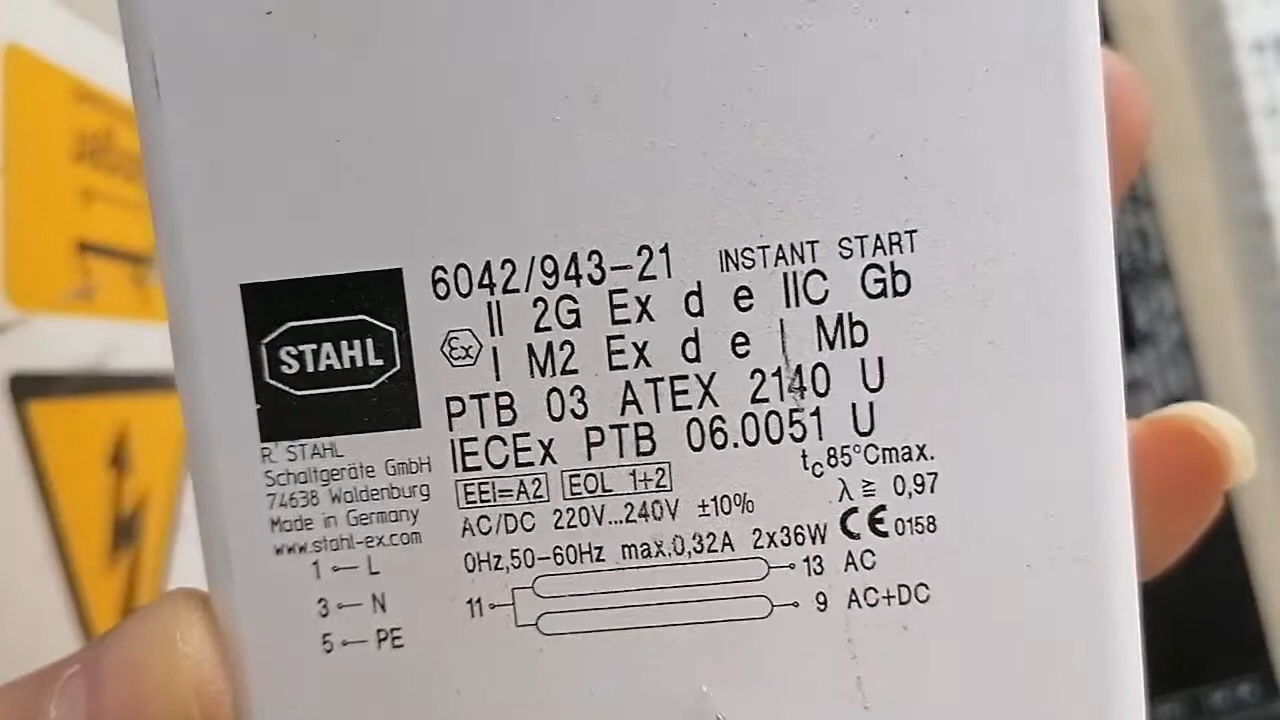 6042/943-21 INSTANT START
II 2G Ex d e IIC Gb
Ex
I M2 Ex d e I Mb
PTB 03 ATEX 2140 U
IECEx PTB 06.0051 U
STAHL
R. STAHL
Schaltgeräte GmbH
74638 Waldenburg
Made in Germany
www.stahl-ex.com
EEI=A2 EOL 1+2
tc85°Cmax.
λ ≧ 0,97
AC/DC 220V...240V ±10%
CE 0158
0Hz,50-60Hz max.0,32A 2x36W
1 L
3 N
5 PE
11
13 AC
9 AC+DC